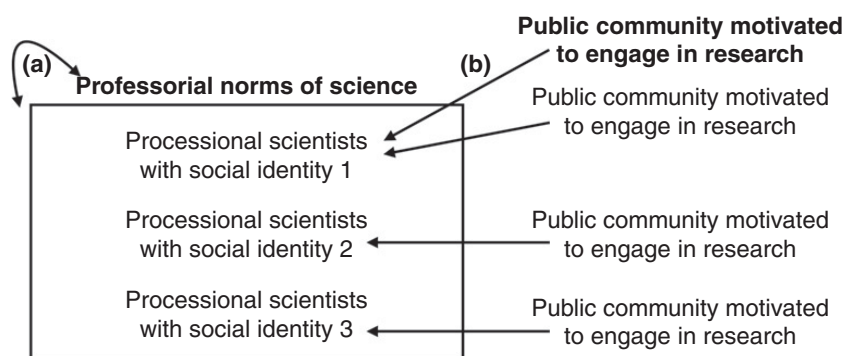 Public community motivated
to engage in research
(a)
(b)
Professorial norms of science
Public community motivated
to engage in research
Processional scientists
with social identity 1
Processional scientists
with social identity 2
Public community motivated
to engage in research
Processional scientists
with social identity 3
Public community motivated
to engage in research